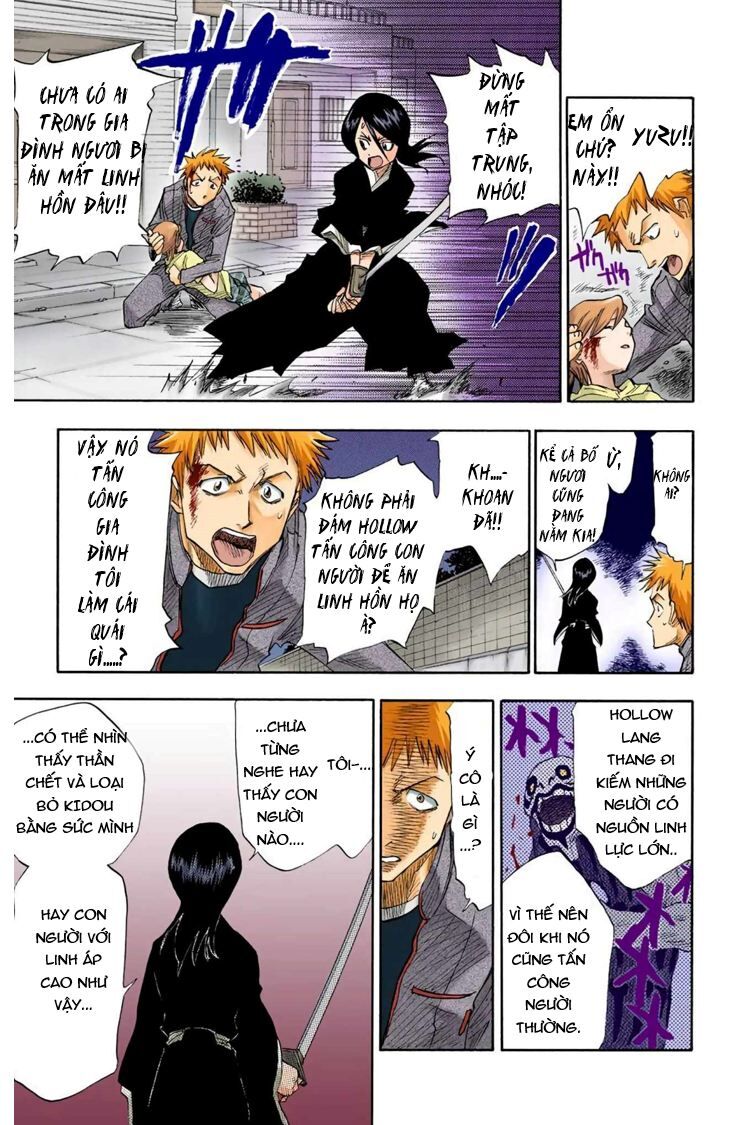 YUZU!!
EM ỔN
CHỨ?
NÀY!!
ガク
ガク
ĐỪNG
MẤT
TẬP
TRUNG,
NHÓC!
CHƯA CÓ AI
TRONG GIA
ĐÌNH NGƯƠI BỊ
ĂN MẤT LINH
HỒN ĐÂU!!
KHÔNG
AI?
Ừ,
KỂ CẢ BỐ
NGƯƠI
CŨNG
ĐANG
NẰM KIA!
KH....-
KHOAN
ĐÃ!!
KHÔNG PHẢI
ĐÁM HOLLOW
TẤN CÔNG CON
NGƯỜI ĐỂ ĂN
LINH HỒN HỌ
À?
VẬY NÓ
TẤN
CÔNG
GIA
ĐÌNH
TÔI
LÀM CÁI
QUÁI
GÌ.....?
HOLLOW
LANG
THANG ĐI
KIẾM NHỮNG
NGƯỜI CÓ
NGUỒN LINH
LỰC LỚN..
VÌ THẾ NÊN
ĐÔI KHI NÓ
CŨNG TẤN
CÔNG
NGƯỜI
THƯỜNG.
Ý
CÔ LÀ
GÌ
...?
TÔI-...
...CHƯA
TỪNG
NGHE HAY
THẤY CON
NGƯỜI
NÀO....
...CÓ THỂ NHÌN
THẤY THẦN
CHẾT VÀ LOẠI
BỎ KIDOU
BẰNG SỨC MÌNH
HAY CON
NGƯỜI VỚI
LINH ÁP
CAO NHƯ
VẬY...